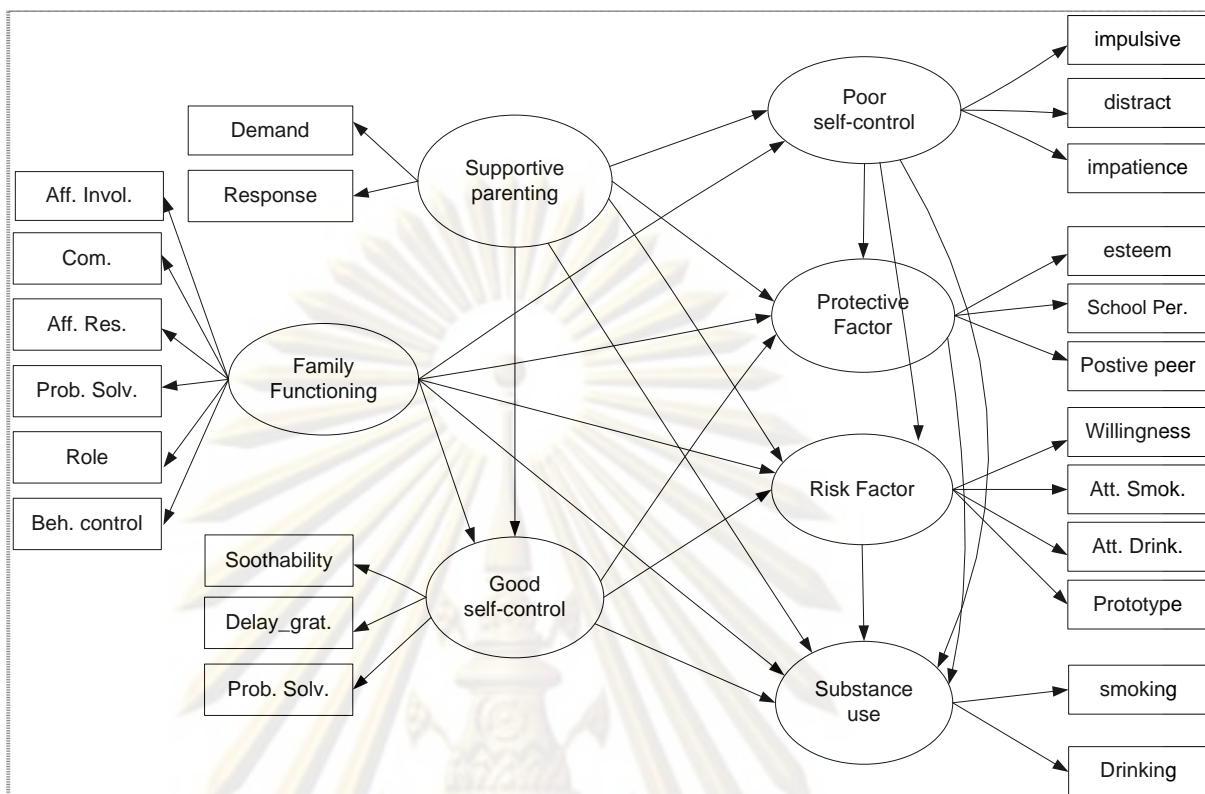 impulsive
distract
impatience
Poor
self-control
Demand
Response
Supportive
parenting
Aff. Invol.
Com.
Aff. Res.
Prob. Solv.
Role
Beh. control
Family
Functioning
Protective
Factor
esteem
School Per.
Postive peer
Willingness
Att. Smok.
Att. Drink.
Prototype
Risk Factor
Soothability
Delay_grat.
Prob. Solv.
Good
self-control
Substance
use
smoking
Drinking